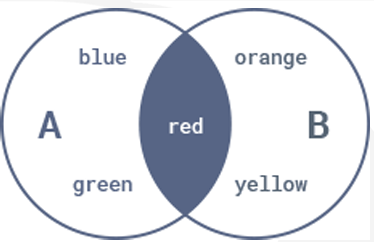 blue orange
A red B
green yellow